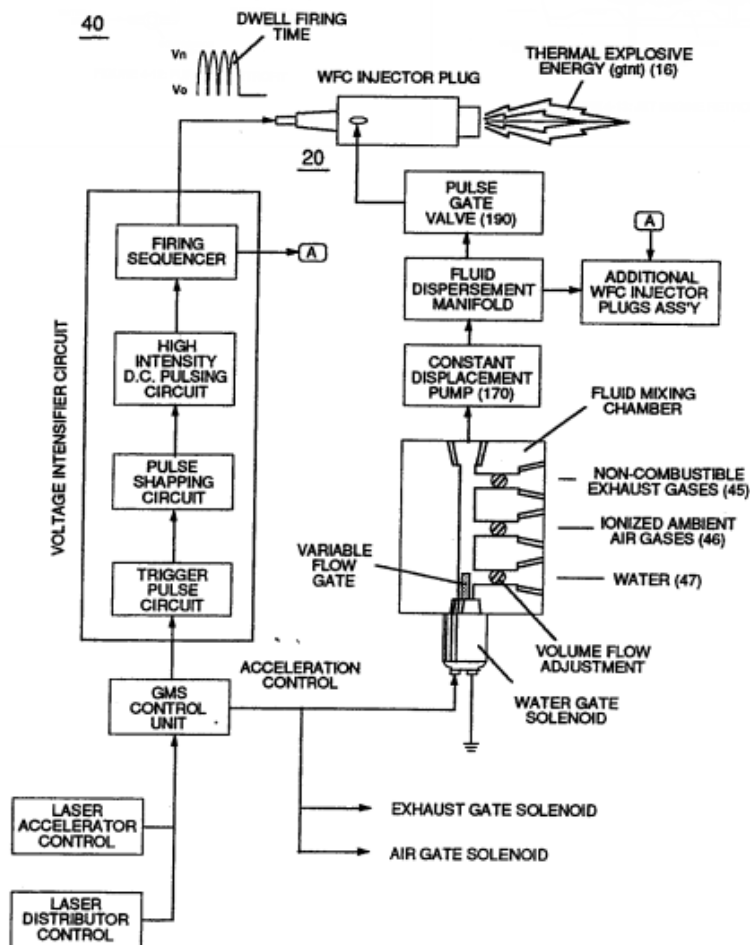 40
DWELL FIRING
TIME
Vn
Vo
WFC INJECTOR PLUG
THERMAL EXPLOSIVE
ENERGY (gtnt) (16)
20
PULSE
GATE
VALVE (190)
A
FIRING
SEQUENCER
A
FLUID
DISPERSEMENT
MANIFOLD
ADDITIONAL
WFC INJECTOR
PLUGS ASS'Y
VOLTAGE INTENSIFIER CIRCUIT
HIGH
INTENSITY
D.C. PULSING
CIRCUIT
CONSTANT
DISPLACEMENT
PUMP (170)
FLUID MIXING
CHAMBER
PULSE
SHAPPING
CIRCUIT
NON-COMBUSTIBLE
EXHAUST GASES (45)
IONIZED AMBIENT
AIR GASES (46)
VARIABLE
FLOW
GATE
WATER (47)
TRIGGER
PULSE
CIRCUIT
VOLUME FLOW
ADJUSTMENT
ACCELERATION
CONTROL
WATER GATE
SOLENOID
GMS
CONTROL
UNIT
LASER
ACCELERATOR
CONTROL
EXHAUST GATE SOLENOID
AIR GATE SOLENOID
LASER
DISTRIBUTOR
CONTROL